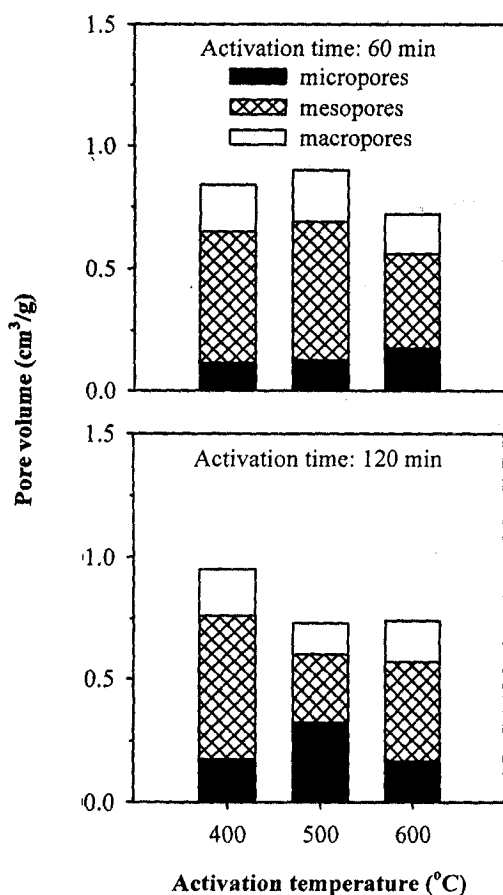 1.5
Activation time: 60 min
micropores
mesopores
macropores
1.0
0.5
0.0
Pore volume (cm³/g)
1.5
Activation time: 120 min
1.0
0.5
0.0
400 500 600
Activation temperature (°C)